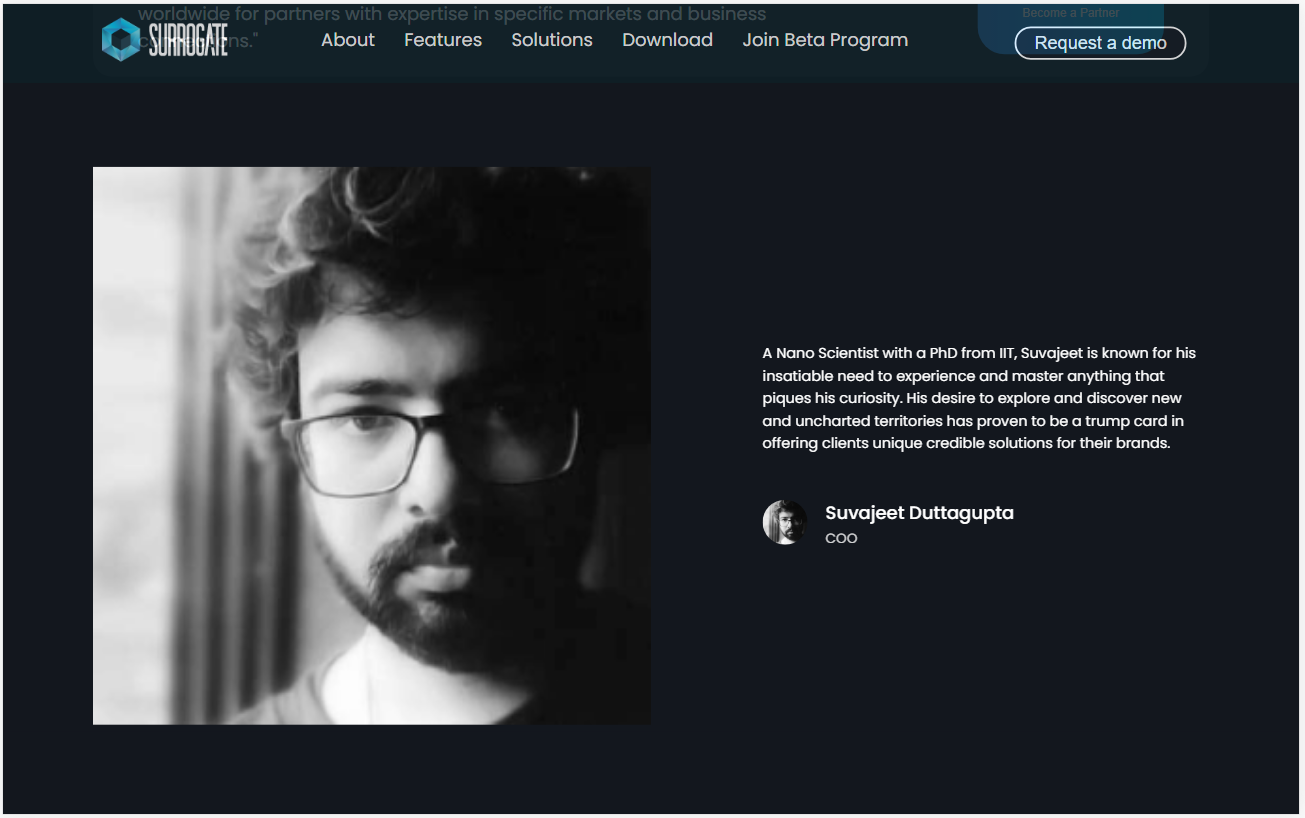 worldwide for partners with expertise in specific markets and business
ns."
Become a Partner
SURROGATE
About Features Solutions Download Join Beta Program
Request a demo
A Nano Scientist with a PhD from IIT, Suvajeet is known for his
insatiable need to experience and master anything that
piques his curiosity. His desire to explore and discover new
and uncharted territories has proven to be a trump card in
offering clients unique credible solutions for their brands.
Suvajeet Duttagupta
COO